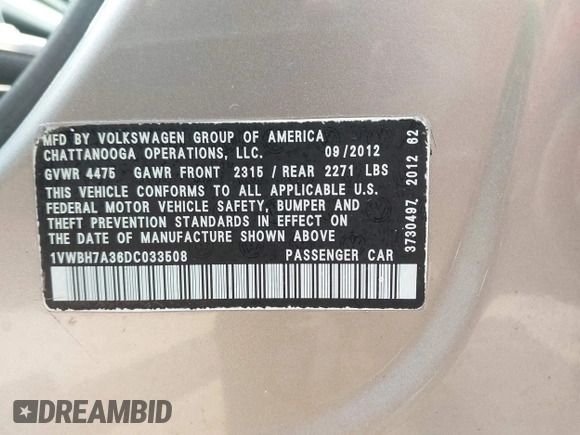 MFD BY VOLKSWAGEN GROUP OF AMERICA
CHATTANOOGA OPERATIONS, LLC. 09/2012
GVWR 4475 GAWR FRONT 2315 / REAR 2271 LBS
THIS VEHICLE CONFORMS TO ALL APPLICABLE U.S.
FEDERAL MOTOR VEHICLE SAFETY, BUMPER AND
THEFT PREVENTION STANDARDS IN EFFECT ON
THE DATE OF MANUFACTURE SHOWN ABOVE
1VWBH7A36DC033508 PASSENGER CAR
3730497 2012 62
DREAMBID